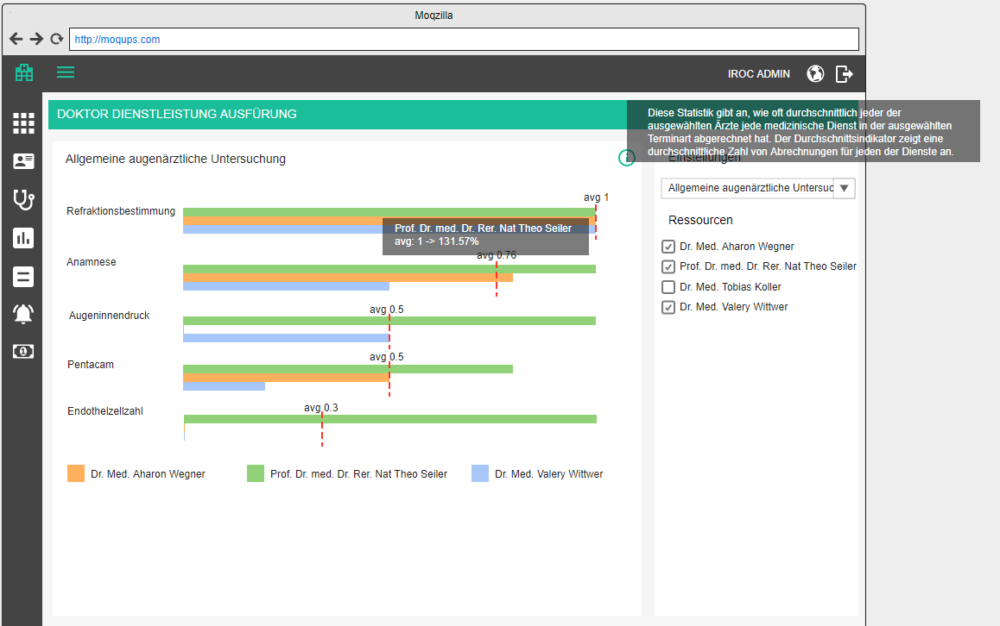 Moqzilla
http://moqups.com
IROC ADMIN
DOKTOR DIENSTLEISTUNG AUSFÜRUNG
Diese Statistik gibt an, wie oft durchschnittlich jeder der
ausgewählten Ärzte jede medizinische Dienst in der ausgewählten
Terminart abgerechnet hat. Der Durchschnittsindikator zeigt eine
durchschnittliche Zahl von Abrechnungen für jeden der Dienste an.
Allgemeine augenärztliche Untersuchung
i
Einstellungen
Allgemeine augenärztliche Untersuc
Ressourcen
Dr. Med. Aharon Wegner
Prof. Dr. med. Dr. Rer. Nat Theo Seiler
Dr. Med. Tobias Koller
Dr. Med. Valery Wittwer
avg 1
Refraktionsbestimmung
Prof. Dr. med. Dr. Rer. Nat Theo Seiler
avg: 1 -> 131.57%
avg 0.76
Anamnese
avg 0.5
Augeninnendruck
avg 0.5
Pentacam
avg 0.3
Endothelzellzahl
Dr. Med. Aharon Wegner
Prof. Dr. med. Dr. Rer. Nat Theo Seiler
Dr. Med. Valery Wittwer